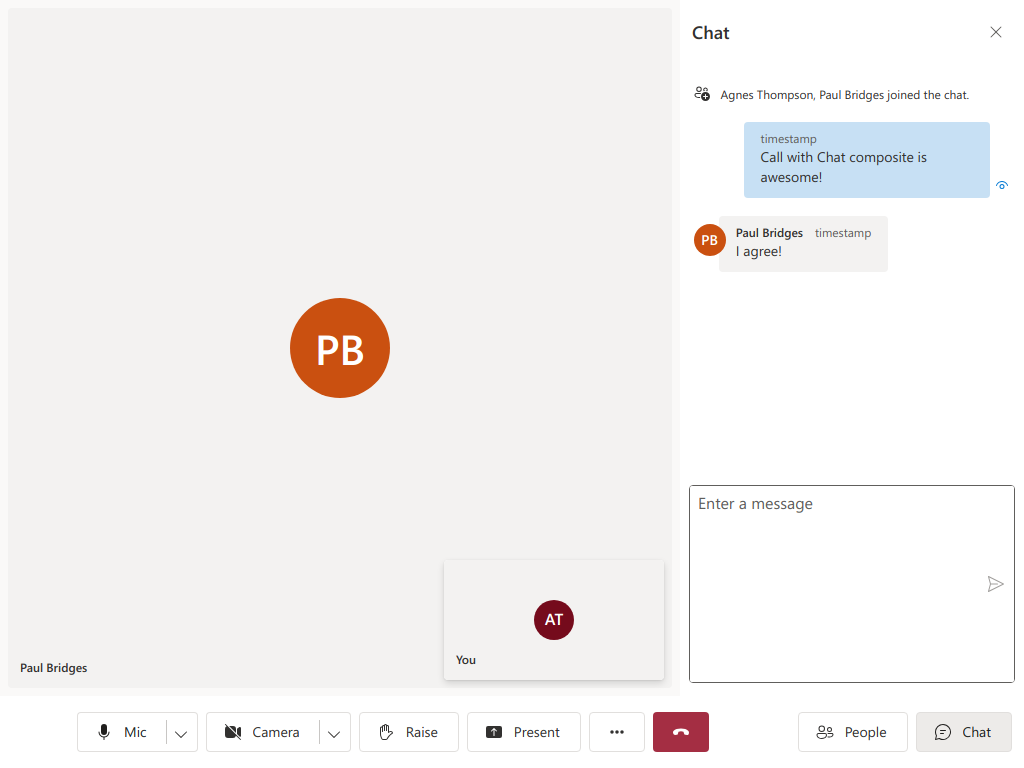 Chat
Agnes Thompson, Paul Bridges joined the chat.
timestamp
Call with Chat composite is
awesome!
PB
Paul Bridges timestamp
I agree!
PB
Enter a message
AT
You
Paul Bridges
Mic
Camera
Raise
Present
People
Chat